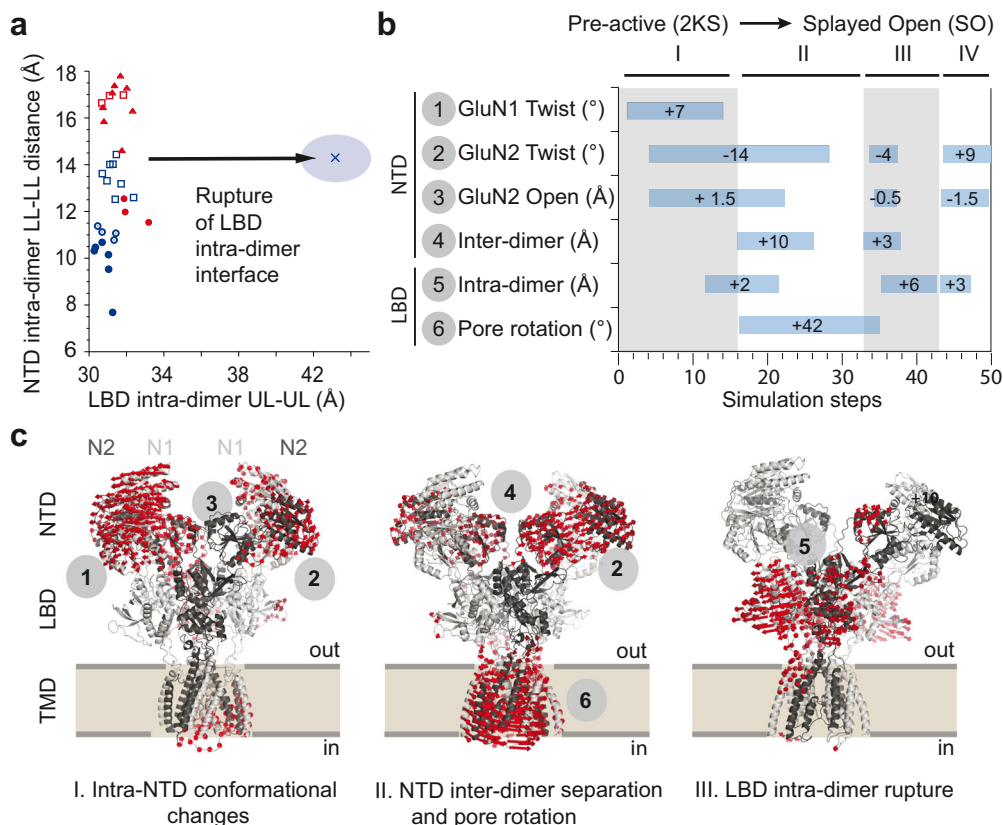 a
NTD intra-dimer LL-LL distance (Å)
18
16
14
12
10
8
6
30
34
38
42
LBD intra-dimer UL-UL (Å)
Rupture
of LBD
intra-dimer
interface
b
Pre-active (2KS) Splayed Open (SO)
I II III IV
NTD
1 GluN1 Twist (°) +7
2 GluN2 Twist (°) -14 -4 +9
3 GluN2 Open (Å) + 1.5 -0.5 -1.5
4 Inter-dimer (Å) +10 +3
LBD
5 Intra-dimer (Å) +2 +6 +3
6 Pore rotation (°) +42
0 10 20 30 40 50
Simulation steps
c
N2 N1 N1 N2
NTD
LBD
TMD
3
1
2
out
in
4
2
6
out
in
+10
5
out
in
I. Intra-NTD conformational
changes
II. NTD inter-dimer separation
and pore rotation
III. LBD intra-dimer rupture